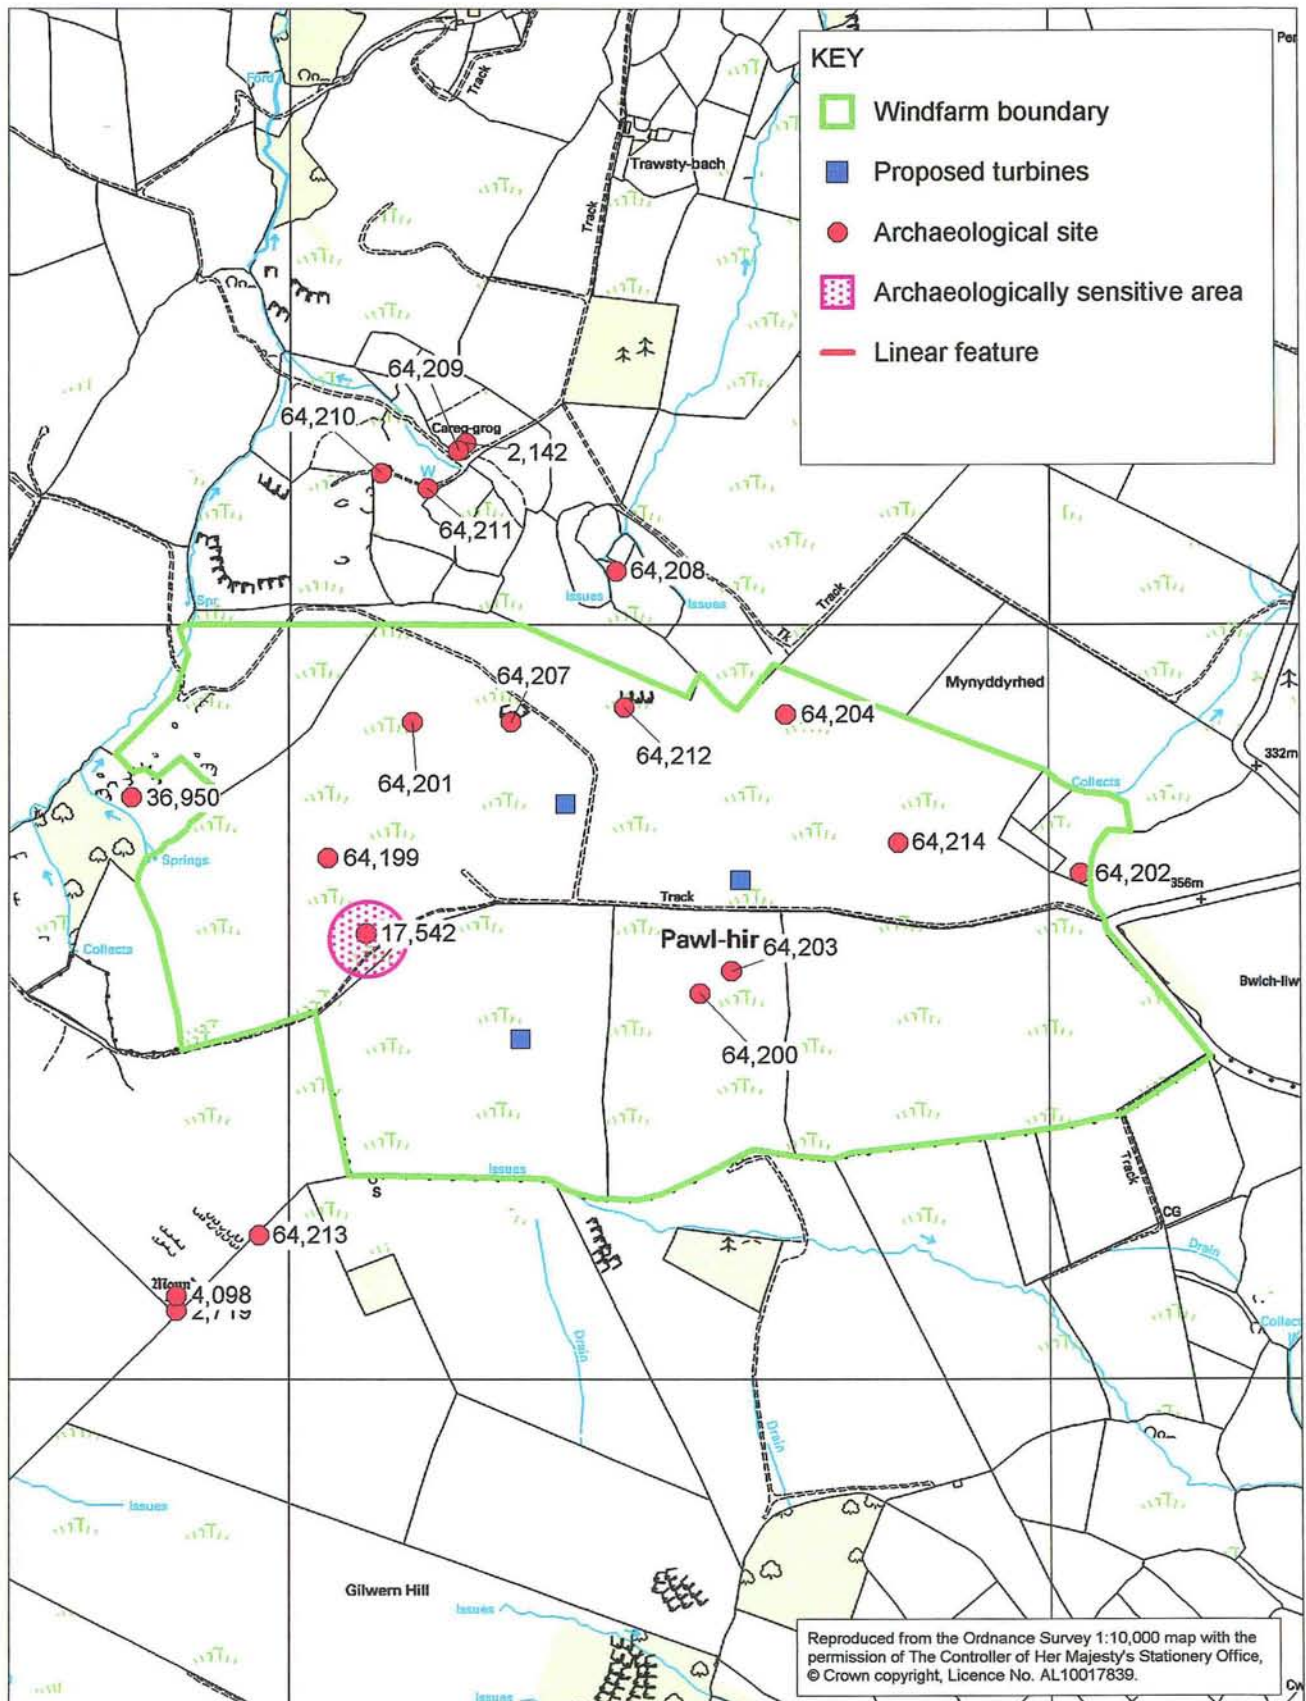 KEY
Windfarm boundary
Proposed turbines
Archaeological site
Archaeologically sensitive area
Linear feature
Ford
Track
Trawsty-bach
Track
64,209
64,210
Careg-grog
2,142
W
64,211
64,208
Issues
Issues
Spr
Track
Tk
64,207
Mynyddyrhed
64,204
64,212
64,201
332m
Collects
36,950
64,214
64,199
Springs
64,202
356m
Track
17,542
Pawl-hir
64,203
Collects
64,200
Issues
S
Track
CG
64,213
Drain
4,098
2,719
Drain
Drain
Issues
Gilwern Hill
Issues
Issues
Reproduced from the Ordnance Survey 1:10,000 map with the
permission of The Controller of Her Majesty's Stationery Office,
© Crown copyright, Licence No. AL10017839.